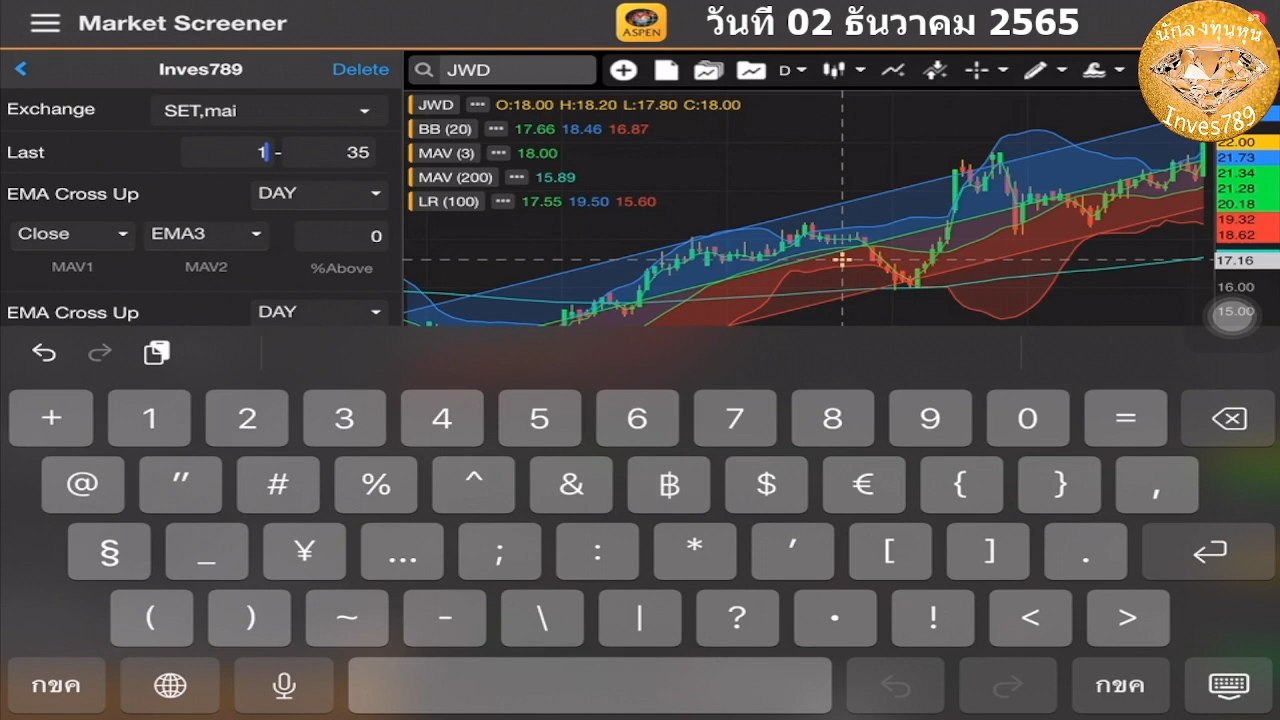 Market Screener
ASPEN
วันที่ 02 ธันวาคม 2565
นักลงทุนหุ้น
Inves789
Inves789
Delete
JWD
D
Exchange
SET,mai
Last
1 - 35
EMA Cross Up
DAY
Close
EMA3
0
MAV1
MAV2
%Above
EMA Cross Up
DAY
JWD ••• O:18.00 H:18.20 L:17.80 C:18.00
BB (20) ••• 17.66 18.46 16.87
MAV (3) ••• 18.00
MAV (200) ••• 15.89
LR (100) ••• 17.55 19.50 15.60
22.00
21.73
21.34
21.28
20.18
19.32
18.62
17.16
16.00
15.00
+ 1 2 3 4 5 6 7 8 9 0 =
@ " # % ^ & ฿ $ € { } ,
§ _ ¥ … ; : * ' [ ] .
( ) ~ - \ | ? • ! < >
กขค
กขค